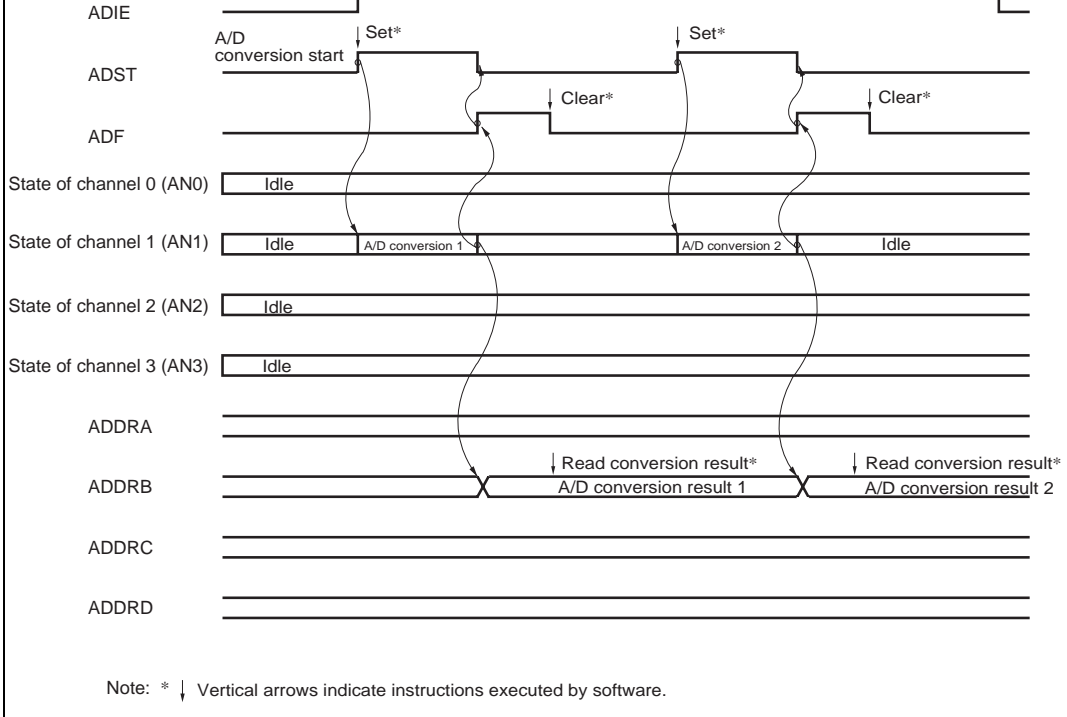 ADIE
A/D
conversion start
Set*
Set*
ADST
Clear*
Clear*
ADF
State of channel 0 (AN0)
Idle
State of channel 1 (AN1)
Idle
A/D conversion 1
A/D conversion 2
Idle
State of channel 2 (AN2)
Idle
State of channel 3 (AN3)
Idle
ADDRA
Read conversion result*
Read conversion result*
ADDRB
A/D conversion result 1
A/D conversion result 2
ADDRC
ADDRD
Note: * ↓ Vertical arrows indicate instructions executed by software.